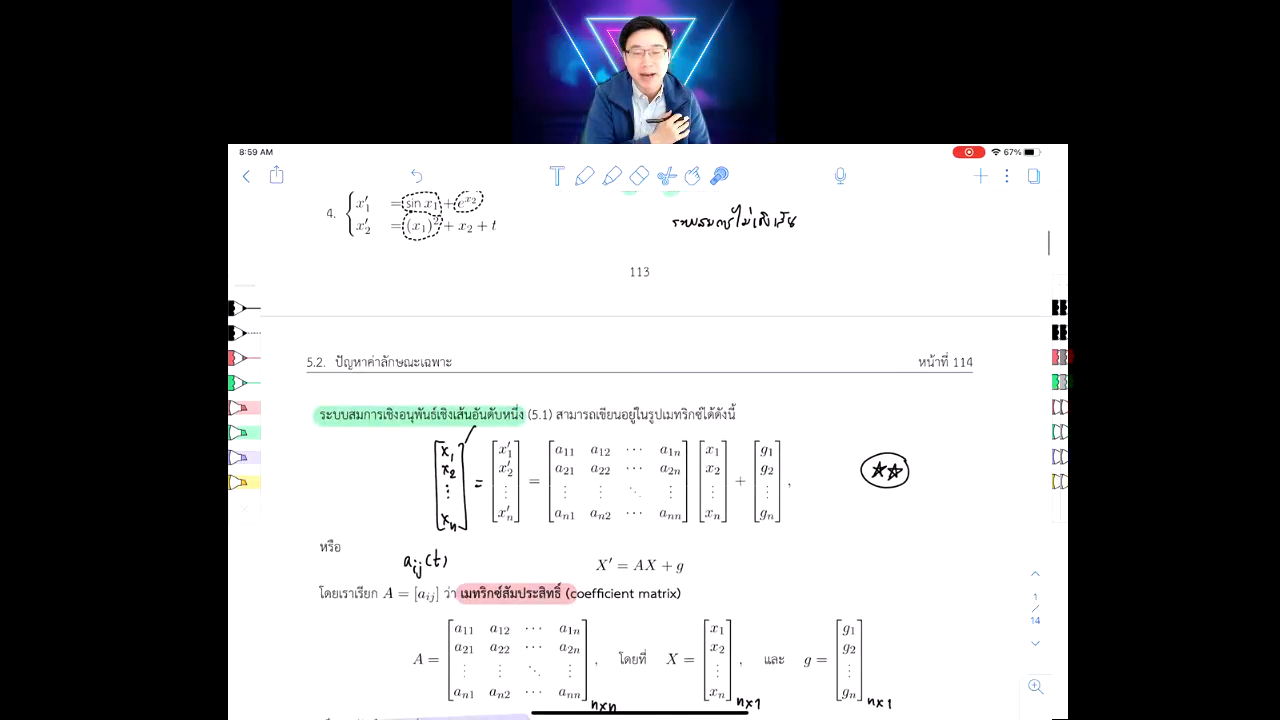 8:59 AM 67%
4. { x₁′ = sin x₁ + e^{x₂}
x₂′ = (x₁)² + x₂ + t
ระบบสมการไม่เชิงเส้น
113
5.2. ปัญหาค่าลักษณะเฉพาะ หน้าที่ 114
ระบบสมการเชิงอนุพันธ์เชิงเส้นอันดับหนึ่ง (5.1) สามารถเขียนอยู่ในรูปเมทริกซ์ได้ดังนี้
[x₁ x₂ ⋮ xₙ]′ = [x₁′ x₂′ ⋮ xₙ′] = [a₁₁ a₁₂ ⋯ a₁ₙ; a₂₁ a₂₂ ⋯ a₂ₙ; ⋮ ⋮ ⋱ ⋮; aₙ₁ aₙ₂ ⋯ aₙₙ] [x₁ x₂ ⋮ xₙ] + [g₁ g₂ ⋮ gₙ],
หรือ
a_{ij}(t)
X′ = AX + g
โดยเราเรียก A = [a_{ij}] ว่า เมทริกซ์สัมประสิทธิ์ (coefficient matrix)
A = [a₁₁ a₁₂ ⋯ a₁ₙ; a₂₁ a₂₂ ⋯ a₂ₙ; ⋮ ⋮ ⋱ ⋮; aₙ₁ aₙ₂ ⋯ aₙₙ] n×n , โดยที่ X = [x₁ x₂ ⋮ xₙ] n×1 , และ g = [g₁ g₂ ⋮ gₙ] n×1
1
/
14